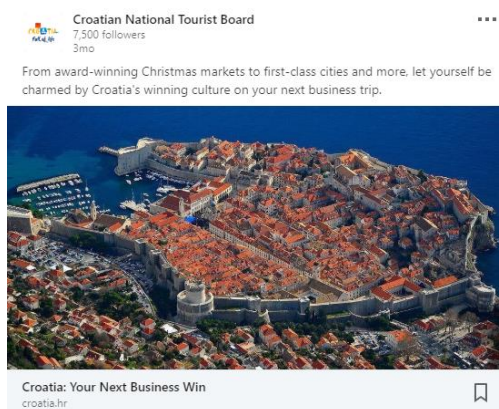 Croatian National Tourist Board
7,500 followers
3mo
From award-winning Christmas markets to first-class cities and more, let yourself be
charmed by Croatia's winning culture on your next business trip.
Croatia: Your Next Business Win
croatia.hr